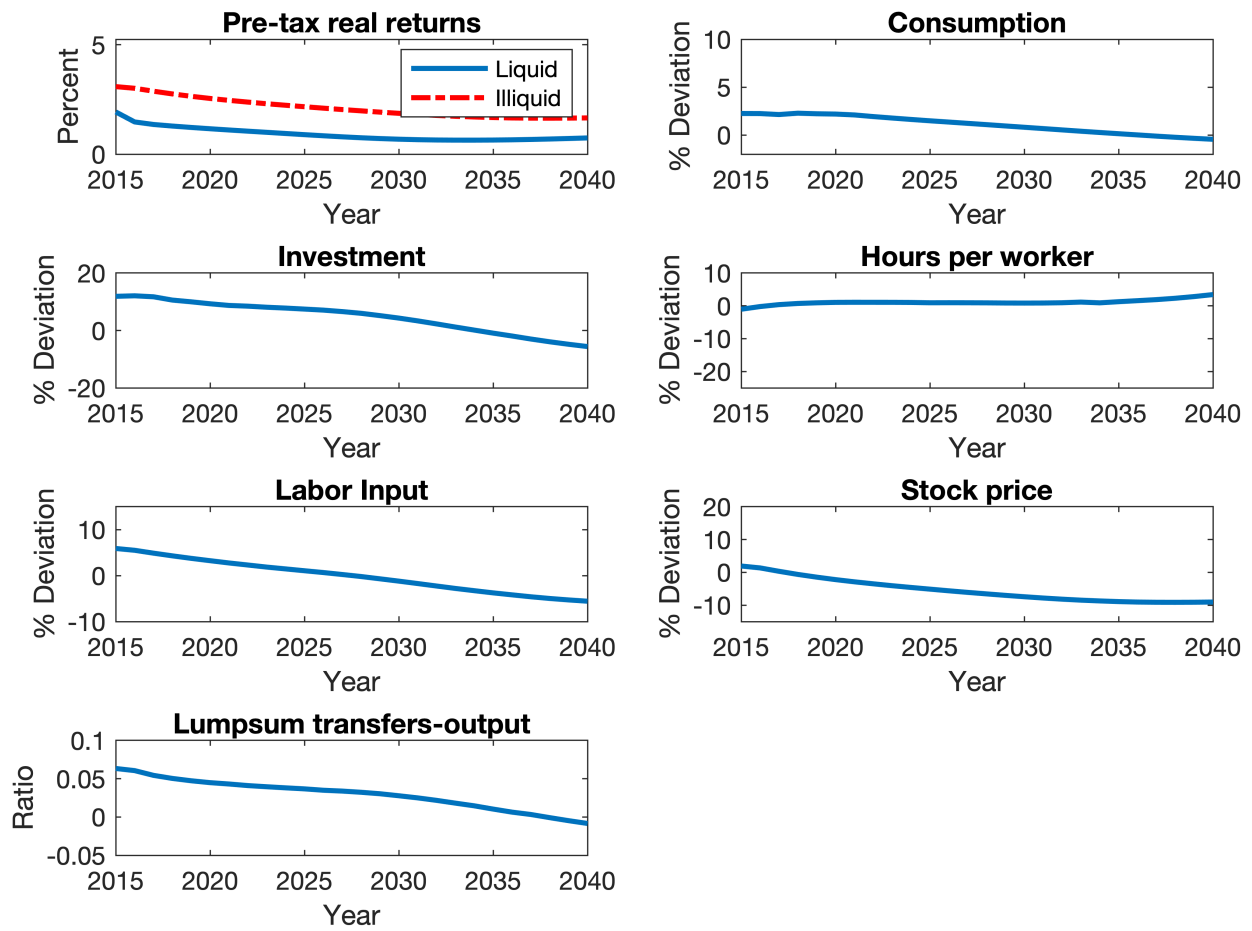 Pre-tax real returns
5
0
Percent
Liquid
Illiquid
2015 2020 2025 2030 2035 2040
Year
Consumption
10
5
0
% Deviation
2015 2020 2025 2030 2035 2040
Year
Investment
20
0
-20
% Deviation
2015 2020 2025 2030 2035 2040
Year
Hours per worker
10
0
-10
-20
% Deviation
2015 2020 2025 2030 2035 2040
Year
Labor Input
10
0
-10
% Deviation
2015 2020 2025 2030 2035 2040
Year
Stock price
20
10
0
-10
% Deviation
2015 2020 2025 2030 2035 2040
Year
Lumpsum transfers-output
0.1
0.05
0
-0.05
Ratio
2015 2020 2025 2030 2035 2040
Year